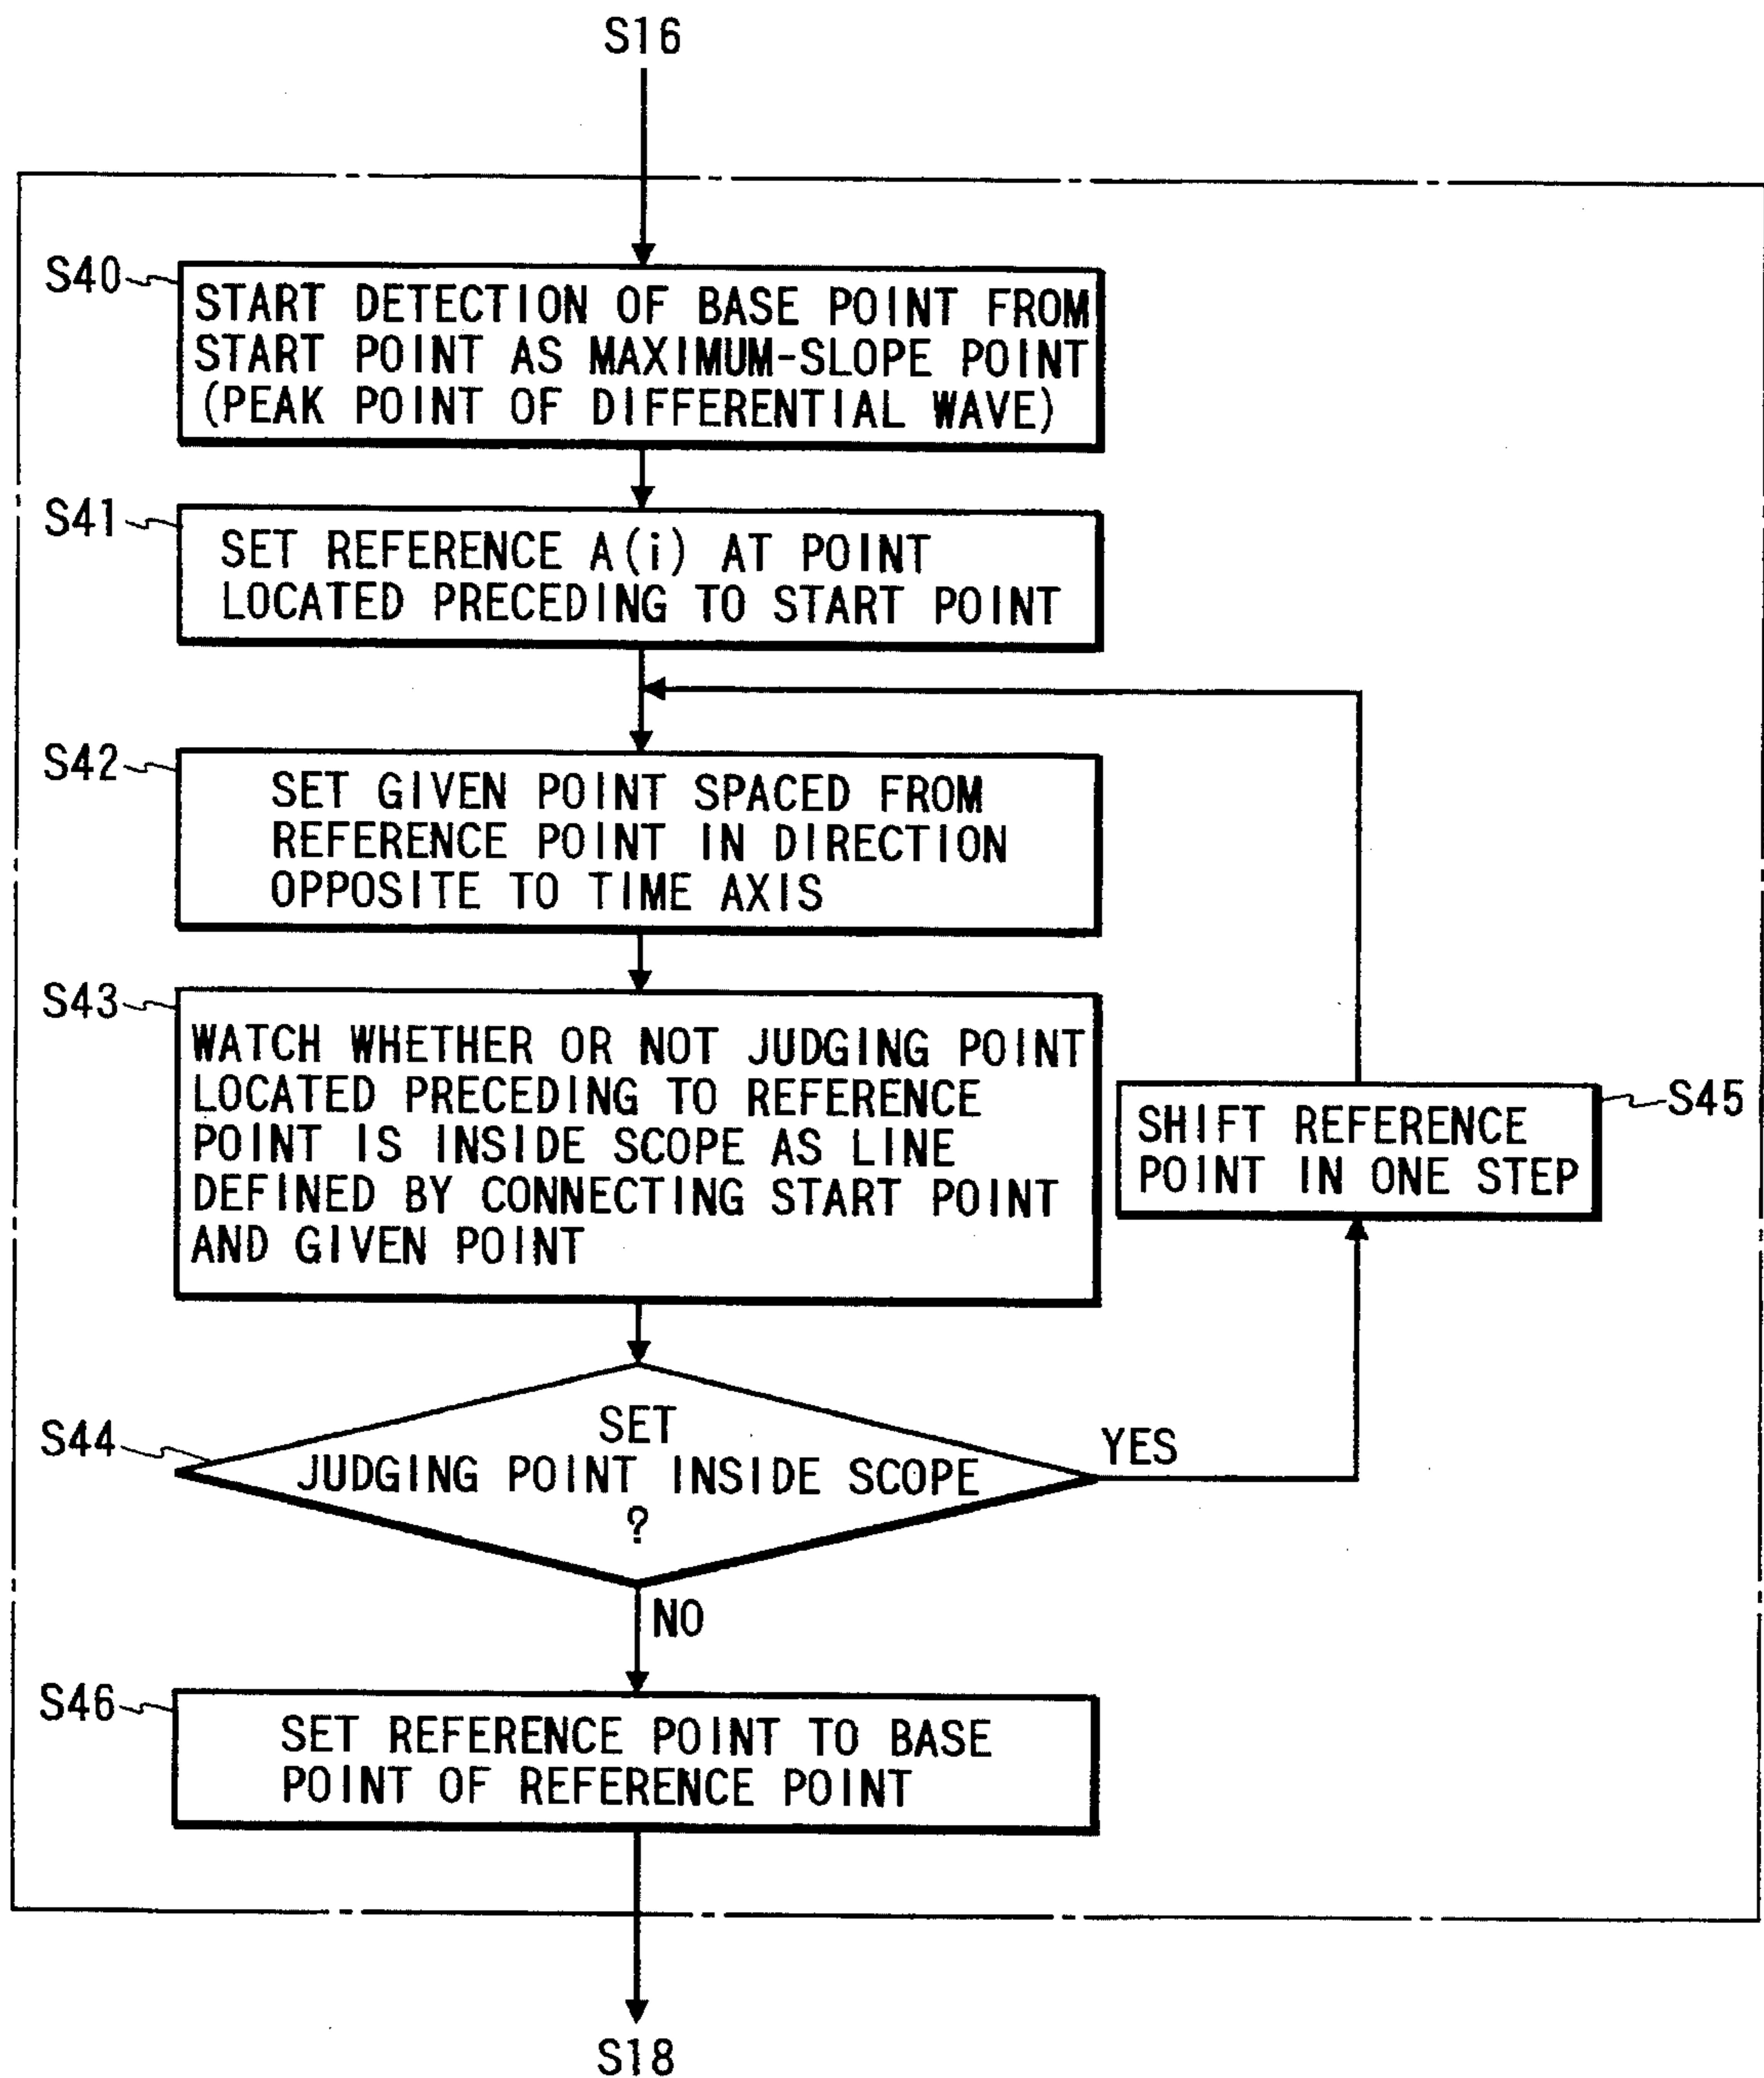 S16
S40
START DETECTION OF BASE POINT FROM
START POINT AS MAXIMUM-SLOPE POINT
(PEAK POINT OF DIFFERENTIAL WAVE)
S41
SET REFERENCE A(i) AT POINT
LOCATED PRECEDING TO START POINT
S42
SET GIVEN POINT SPACED FROM
REFERENCE POINT IN DIRECTION
OPPOSITE TO TIME AXIS
S43
WATCH WHETHER OR NOT JUDGING POINT
LOCATED PRECEDING TO REFERENCE
POINT IS INSIDE SCOPE AS LINE
DEFINED BY CONNECTING START POINT
AND GIVEN POINT
S45
SHIFT REFERENCE
POINT IN ONE STEP
S44
SET
JUDGING POINT INSIDE SCOPE
?
YES
NO
S46
SET REFERENCE POINT TO BASE
POINT OF REFERENCE POINT
S18